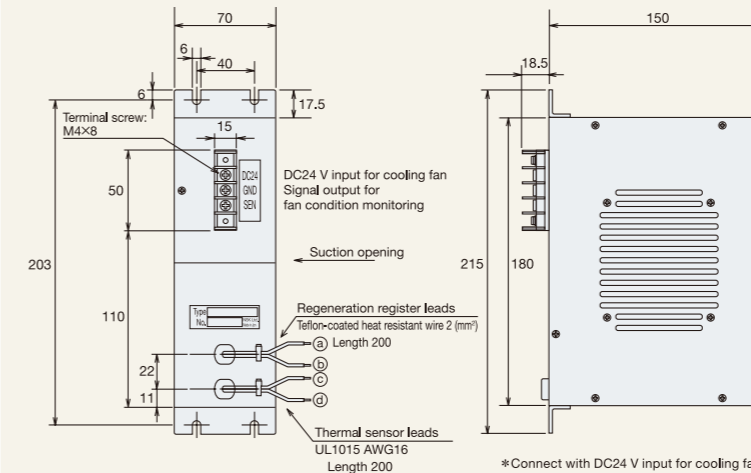 70
150
6
40
18.5
6
17.5
Terminal screw:
M4×8
15
DC24
GND
SEN
DC24 V input for cooling fan
Signal output for
fan condition monitoring
50
Suction opening
203
215
180
110
Type
No.
Regeneration register leads
Teflon-coated heat resistant wire 2 (mm²)
a Length 200
b
22
c
11
d
Thermal sensor leads
UL1015 AWG16
Length 200
*Connect with DC24 V input for cooling fa